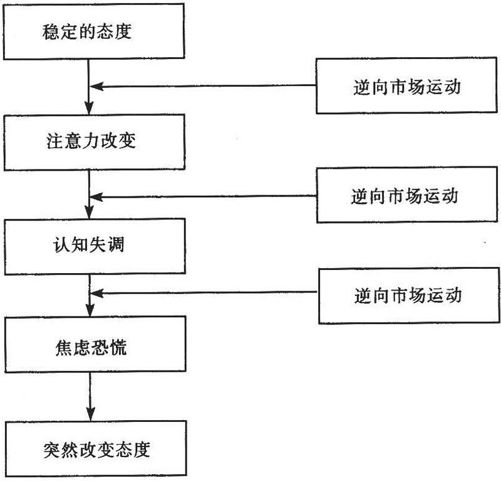 稳定的态度
逆向市场运动
注意力改变
逆向市场运动
认知失调
逆向市场运动
焦虑恐慌
突然改变态度